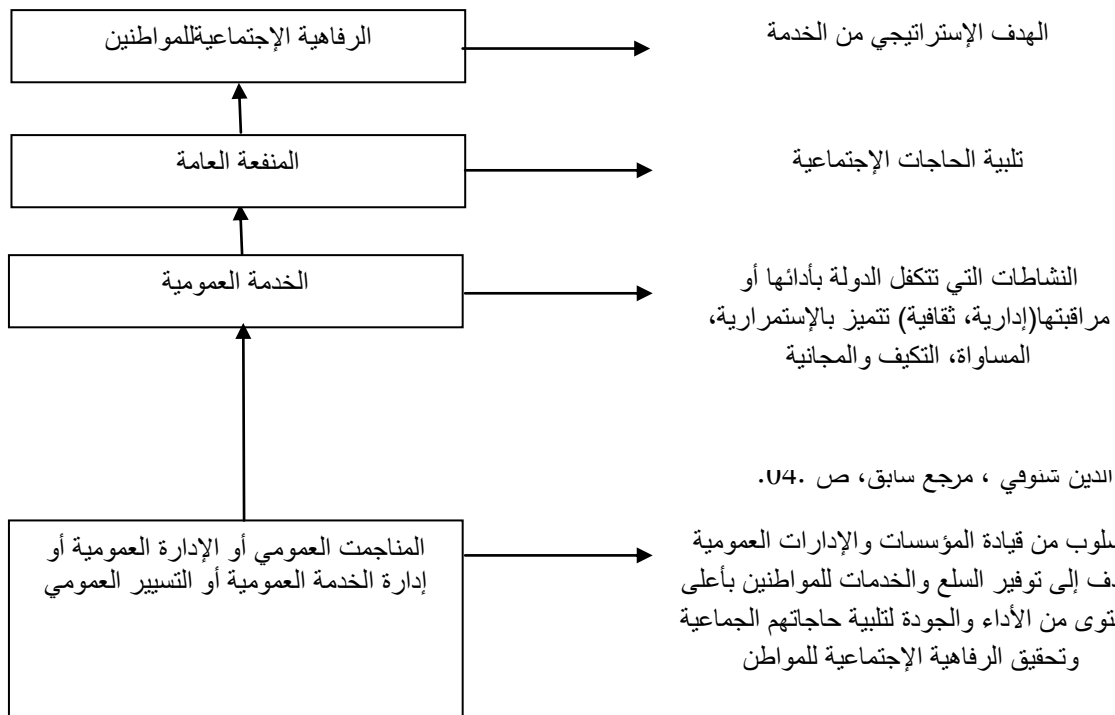 الرفاهية الإجتماعيةللمواطنين
الهدف الإستراتيجي من الخدمة
المنفعة العامة
تلبية الحاجات الإجتماعية
الخدمة العمومية
النشاطات التي تتكفل الدولة بأدائها أو
مراقبتها(إدارية، ثقافية) تتميز بالإستمرارية،
المساواة، التكيف والمجانية
الدين شنوفي ، مرجع سابق، ص .04.
المناجمت العمومي أو الإدارة العمومية أو
إدارة الخدمة العمومية أو التسيير العمومي
من قيادة المؤسسات والإدارات العمومية
إلى توفير السلع والخدمات للمواطنين بأعلى
من الأداء والجودة لتلبية حاجاتهم الجماعية
وتحقيق الرفاهية الإجتماعية للمواطن